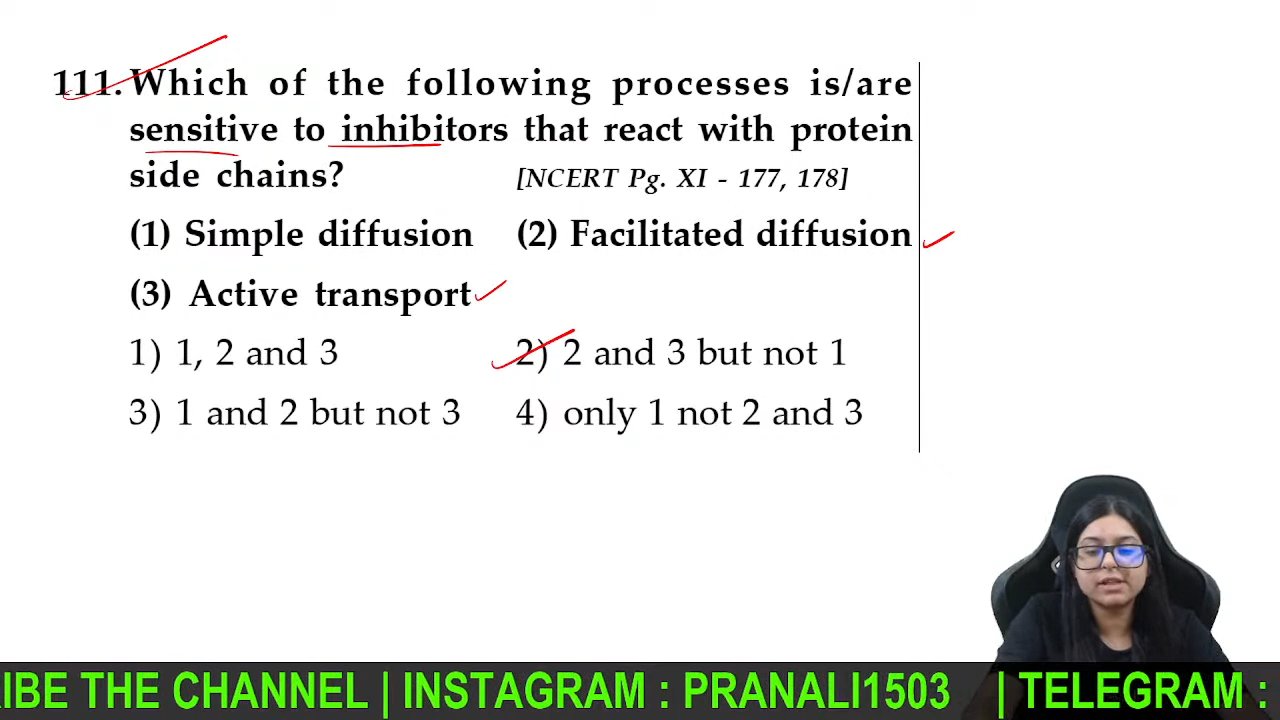 111. Which of the following processes is/are
sensitive to inhibitors that react with protein
side chains? [NCERT Pg. XI - 177, 178]
(1) Simple diffusion (2) Facilitated diffusion
(3) Active transport
1) 1, 2 and 3 2) 2 and 3 but not 1
3) 1 and 2 but not 3 4) only 1 not 2 and 3
IBE THE CHANNEL | INSTAGRAM : PRANALI1503 | TELEGRAM :